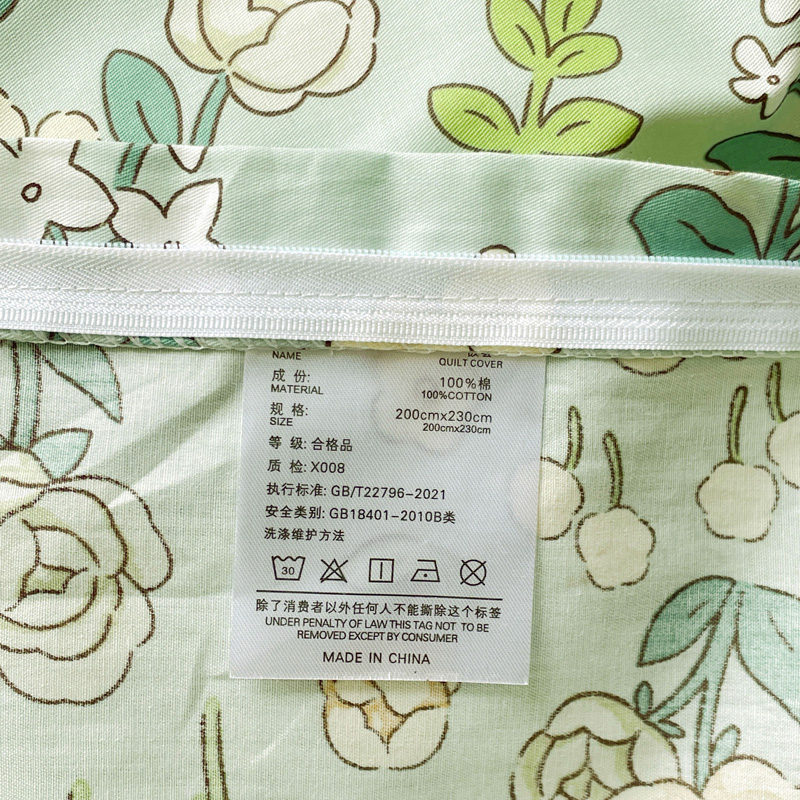 NAME
QUILT COVER
成 份:
100%棉
MATERIAL
100%COTTON
规 格:
200cmx230cm
SIZE
200cmx230cm
等 级: 合格品
质 检: X008
执行标准: GB/T22796-2021
安全类别: GB18401-2010B类
洗涤维护方法
30
除了消费者以外任何人不能撕除这个标签
UNDER PENALTY OF LAW THIS TAG NOT TO BE
REMOVED EXCEPT BY CONSUMER
MADE IN CHINA